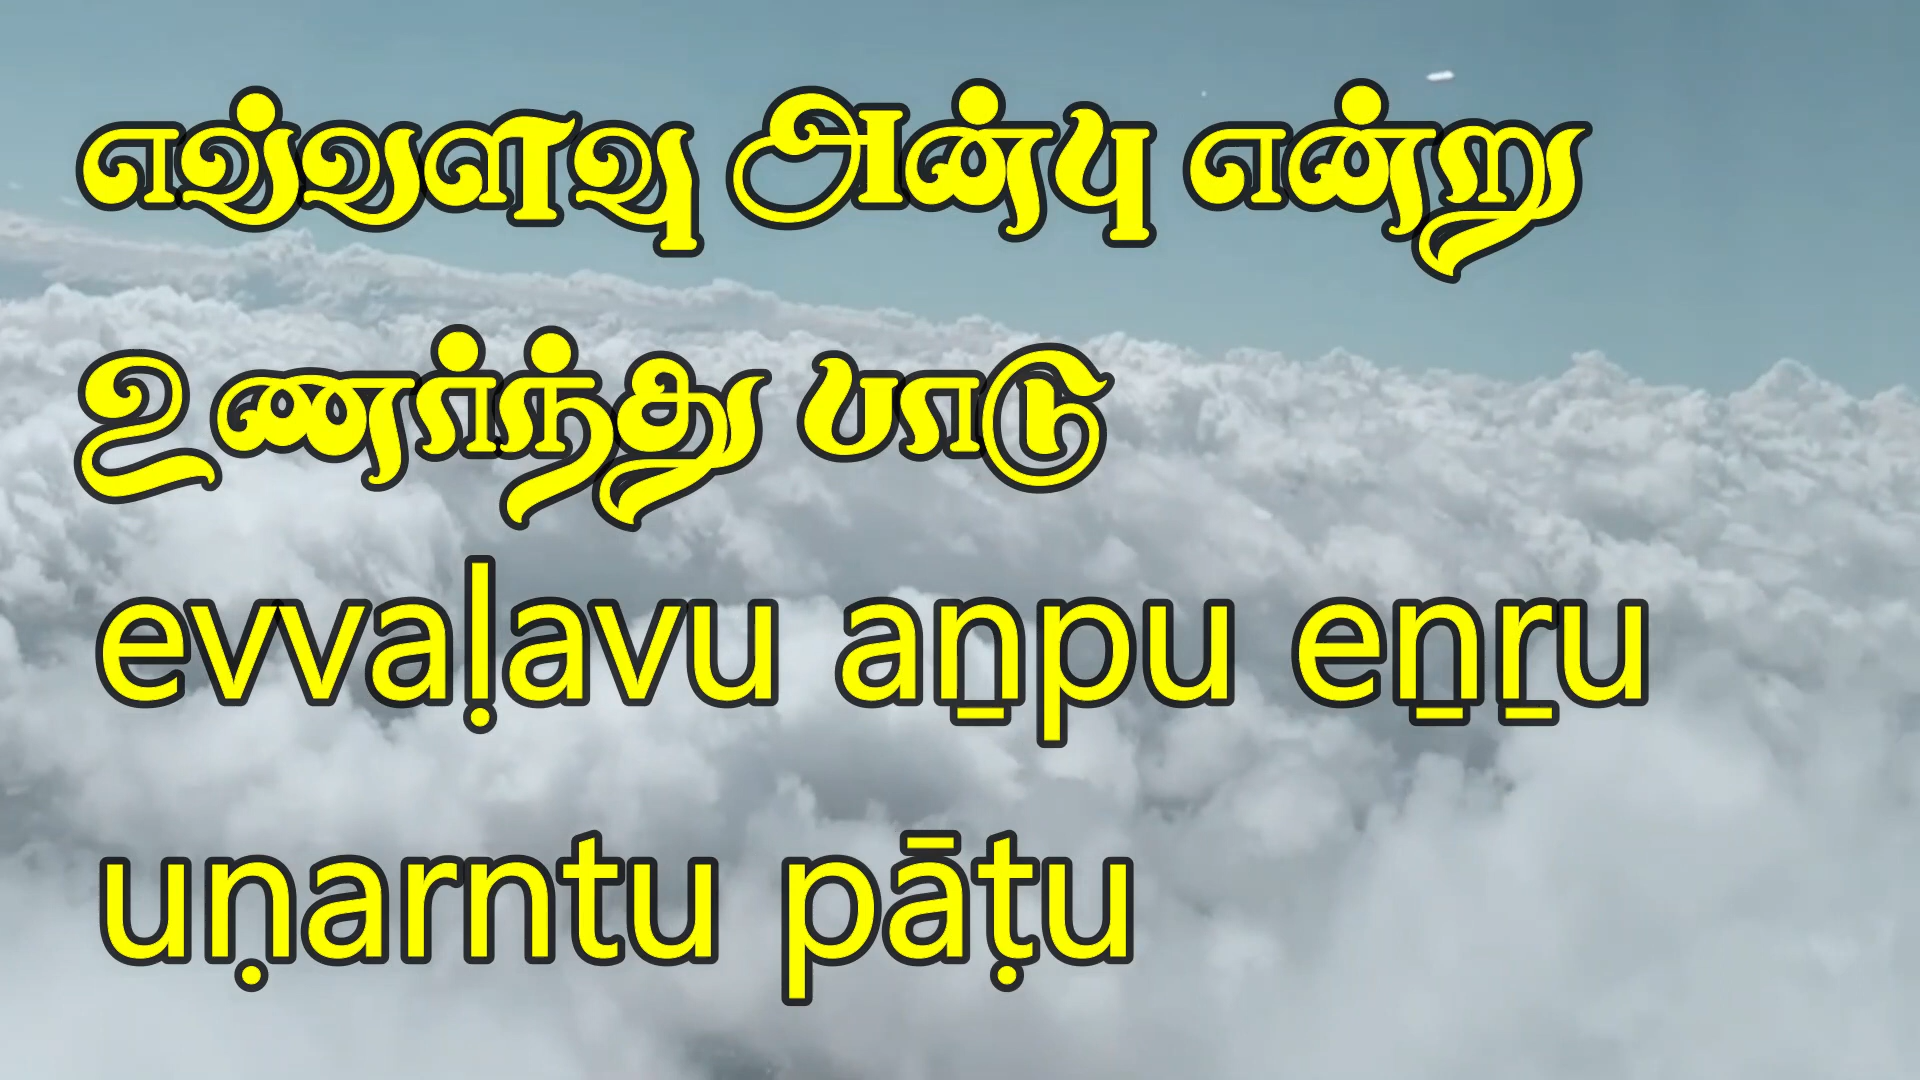 எவ்வளவு அன்பு என்று
உணர்ந்து பாடு
evvaḷavu aṉpu eṉṟu
uṇarntu pāṭu